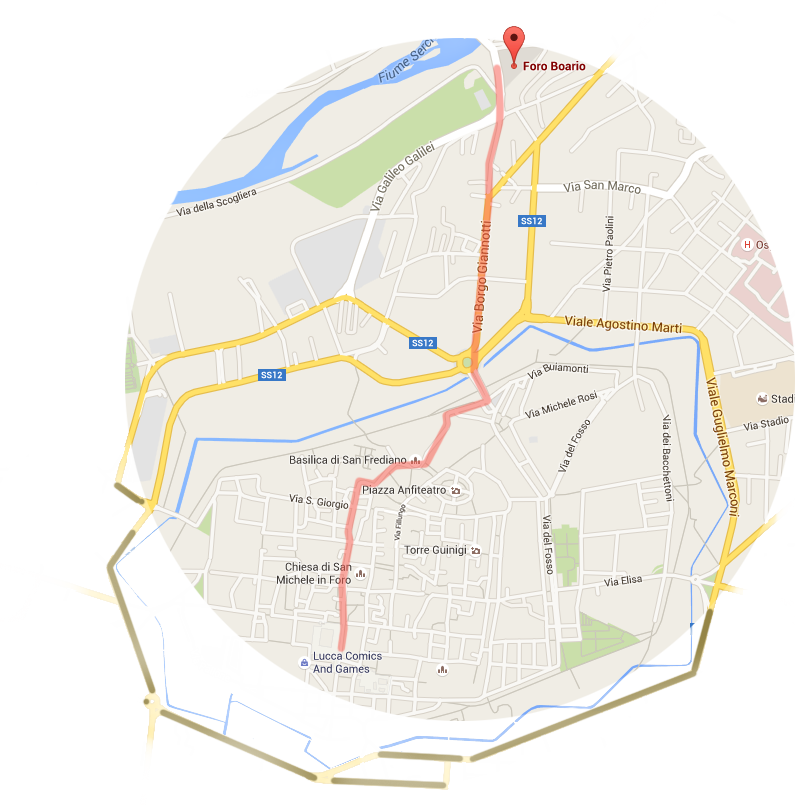 Fiume Serc
Foro Boario
Via Galileo Galilei
Via San Marco
Via della Scogliera
SS12
Via Pietro Paolini
H Os
Via Borgo Giannotti
Viale Agostino Marti
SS12
SS12
Via Buiamonti
Viale Guglielmo Marconi
Stadi
Via Michele Rosi
Via Stadio
Via del Fosso
Via dei Bacchettoni
Basilica di San Frediano
Piazza Anfiteatro
Via S. Giorgio
Via Fillungo
Via del Fosso
Torre Guinigi
Chiesa di San
Michele in Foro
Via Elisa
Lucca Comics
And Games